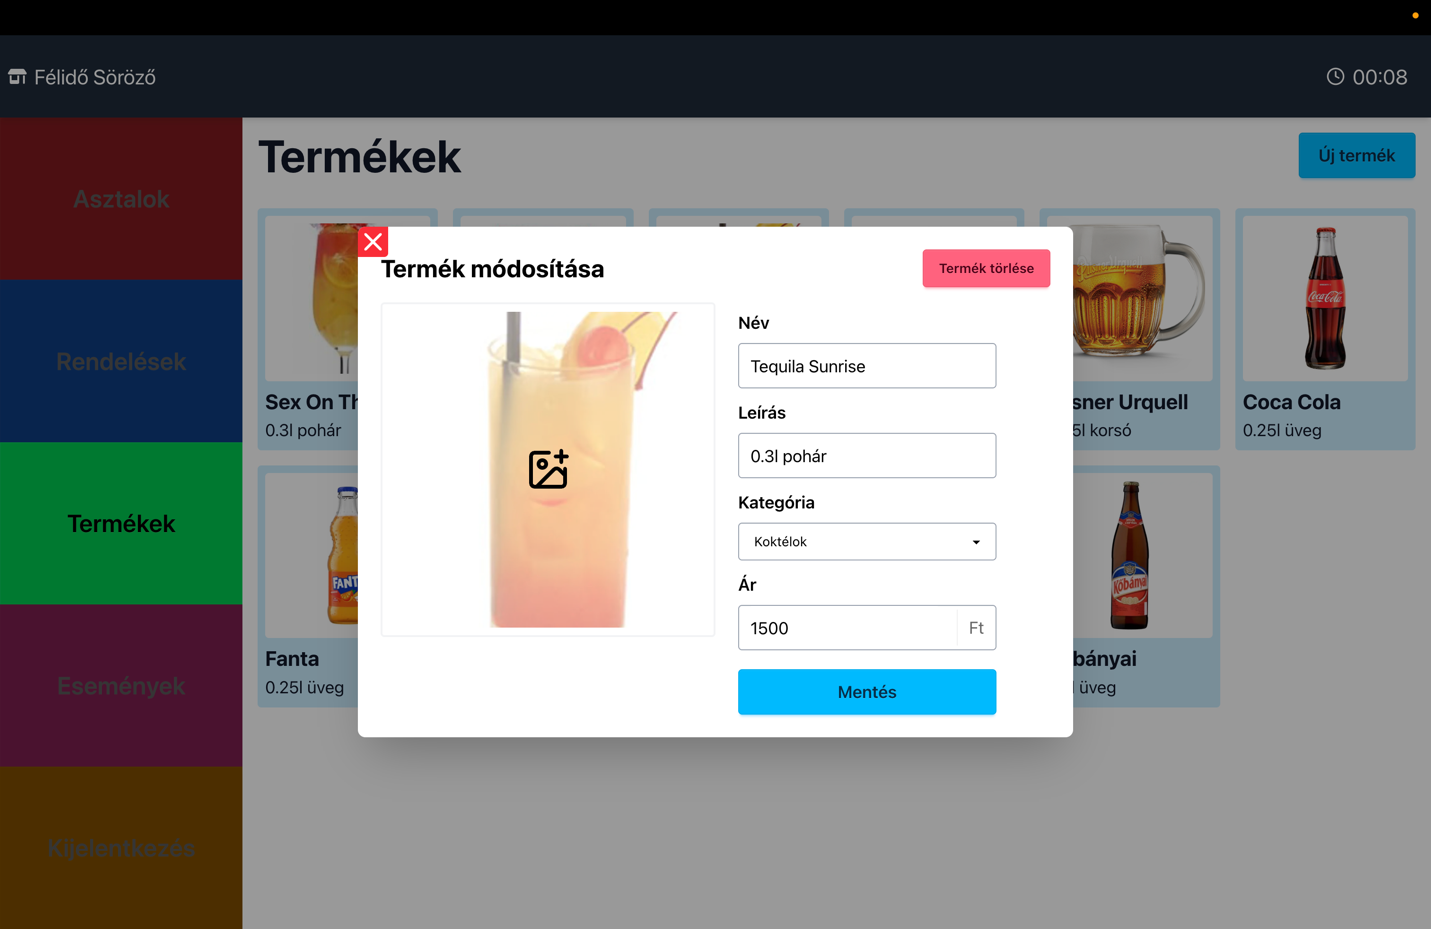 Félidő Söröző
00:08
Asztalok
Rendelések
Termékek
Események
Kijelentkezés
Termékek
Új termék
Sex On Th
0.3l pohár
sner Urquell
5l korsó
Coca Cola
0.25l üveg
Coca-Cola
Fanta
0.25l üveg
FANT
bányai
l üveg
Kőbányai
Termék módosítása
Termék törlése
Név
Tequila Sunrise
Leírás
0.3l pohár
Kategória
Koktélok
Ár
1500
Ft
Mentés